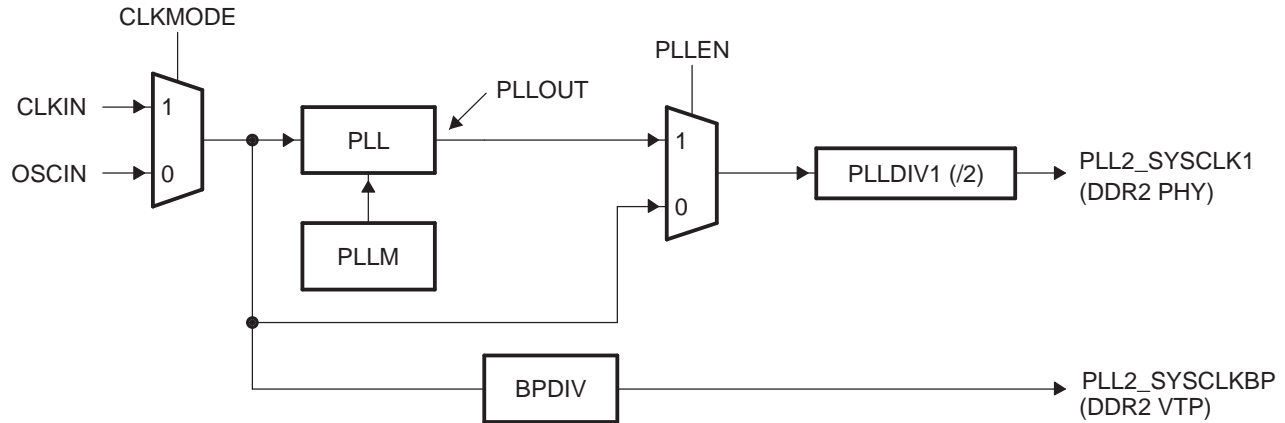 CLKMODE
CLKIN
1
OSCIN
0
PLL
PLLM
PLLOUT
PLLEN
1
0
PLLDIV1 (/2)
PLL2_SYSCLK1
(DDR2 PHY)
BPDIV
PLL2_SYSCLKBP
(DDR2 VTP)